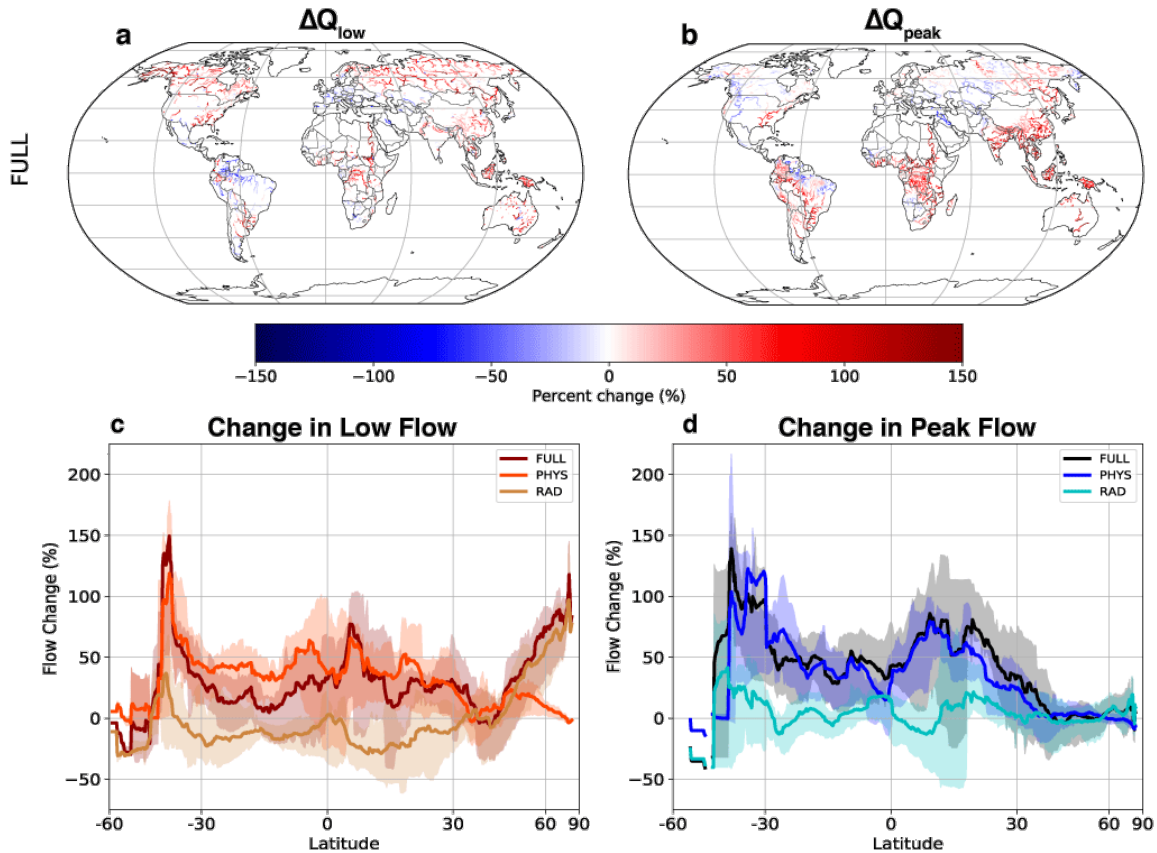 a ΔQlow
b ΔQpeak
FULL
−150 −100 −50 0 50 100 150
Percent change (%)
c Change in Low Flow
FULL
PHYS
RAD
200
150
100
50
0
−50
Flow Change (%)
-60 -30 0 30 60 90
Latitude
d Change in Peak Flow
FULL
PHYS
RAD
200
150
100
50
0
−50
Flow Change (%)
-60 -30 0 30 60 90
Latitude